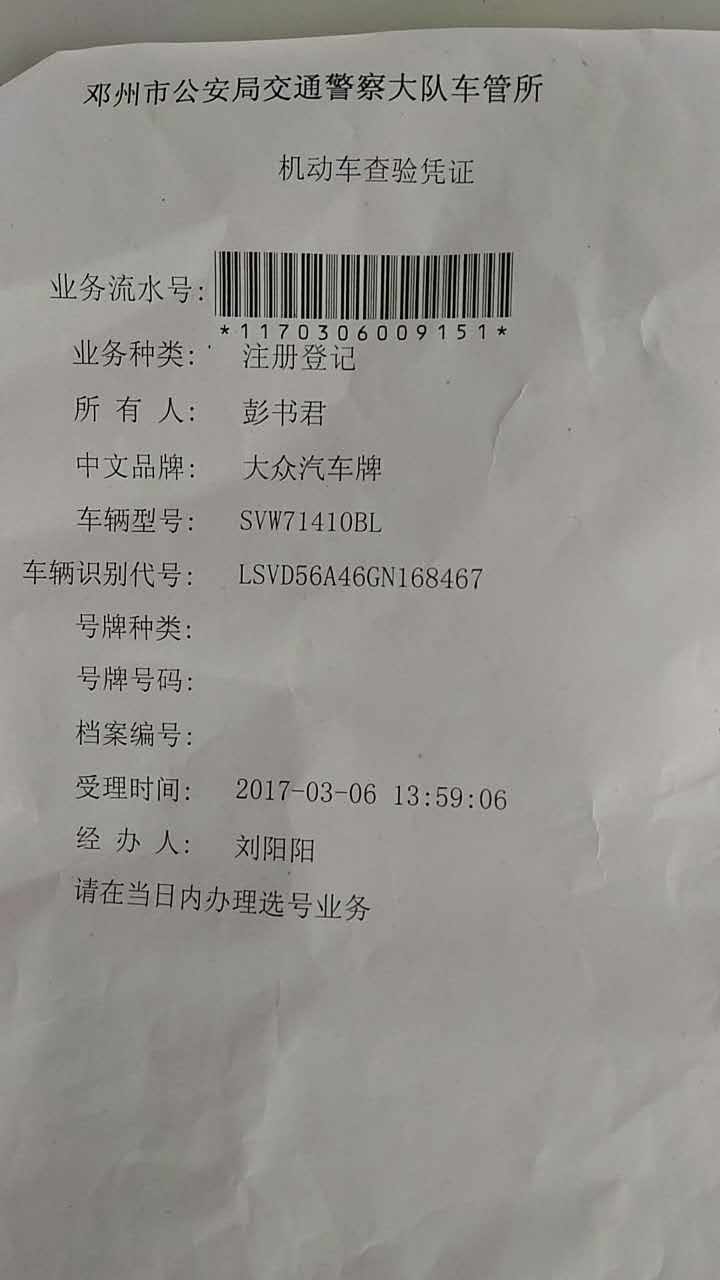 邓州市公安局交通警察大队车管所
机动车查验凭证
业务流水号:
*1170306009151*
业务种类: 注册登记
所 有 人: 彭书君
中文品牌: 大众汽车牌
车辆型号: SVW71410BL
车辆识别代号: LSVD56A46GN168467
号牌种类:
号牌号码:
档案编号:
受理时间: 2017-03-06 13:59:06
经 办 人: 刘阳阳
请在当日内办理选号业务